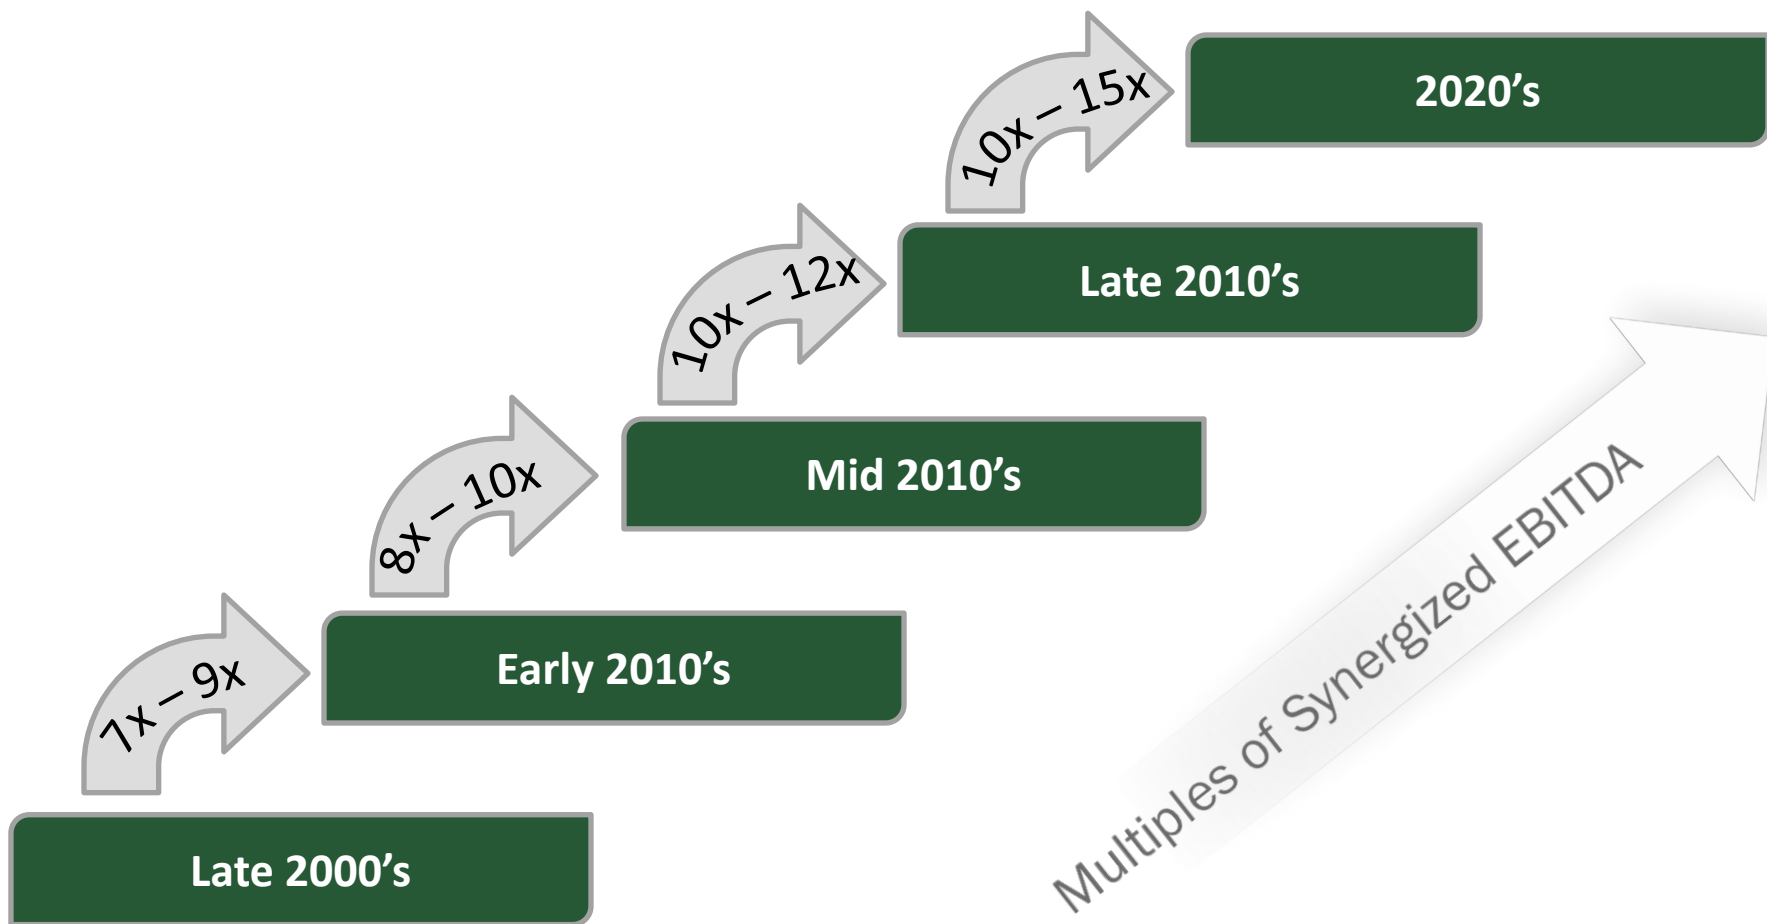 10x – 15x
2020’s
10x – 12x
Late 2010’s
8x – 10x
Mid 2010’s
7x – 9x
Early 2010’s
Late 2000’s
Multiples of Synergized EBITDA